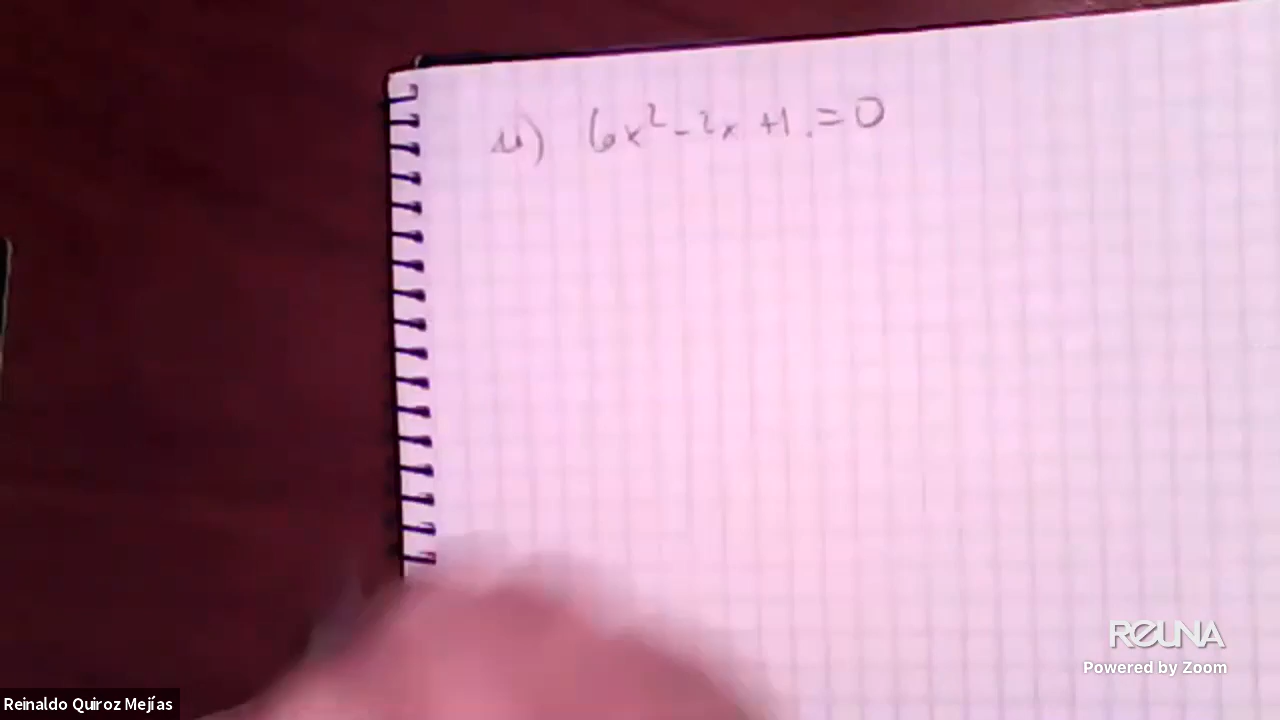 6x² - 2x + 1 . = 0
REUNA
Powered by Zoom
Reinaldo Quiroz Mejías